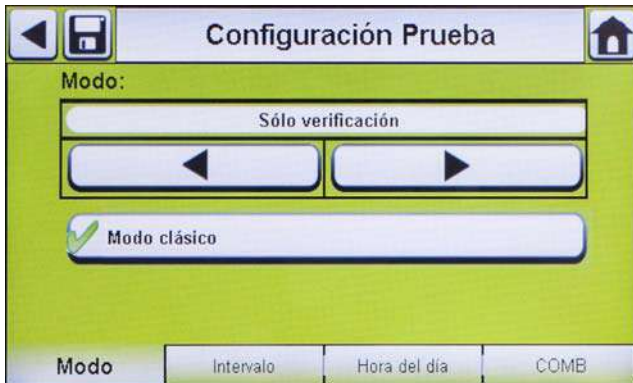 Configuración Prueba
Modo:
Sólo verificación
Modo clásico
Modo Intervalo Hora del día COMB